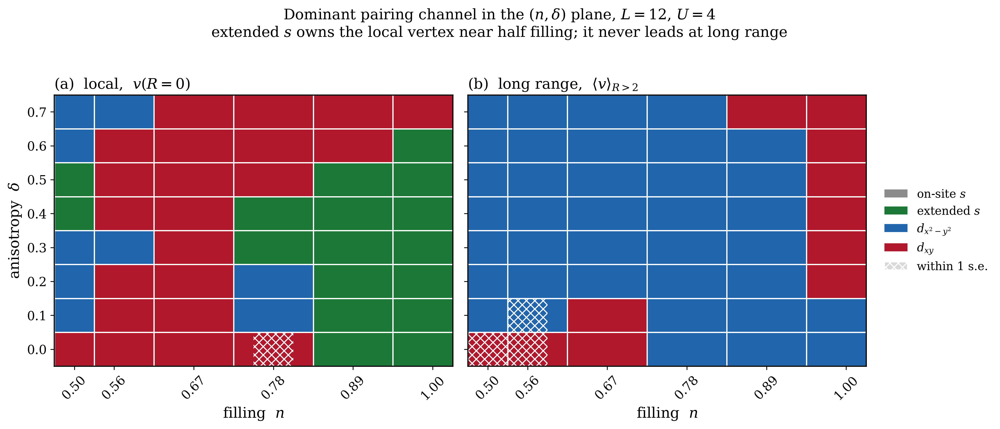 Dominant pairing channel in the (n, δ) plane, L = 12, U = 4
extended s owns the local vertex near half filling; it never leads at long range
(a) local, v(R = 0)
(b) long range, ⟨v⟩_{R>2}
anisotropy δ
0.7
0.6
0.5
0.4
0.3
0.2
0.1
0.0
0.50
0.56
0.67
0.78
0.89
1.00
filling n
0.50
0.56
0.67
0.78
0.89
1.00
filling n
on-site s
extended s
d_{x² − y²}
d_{xy}
within 1 s.e.